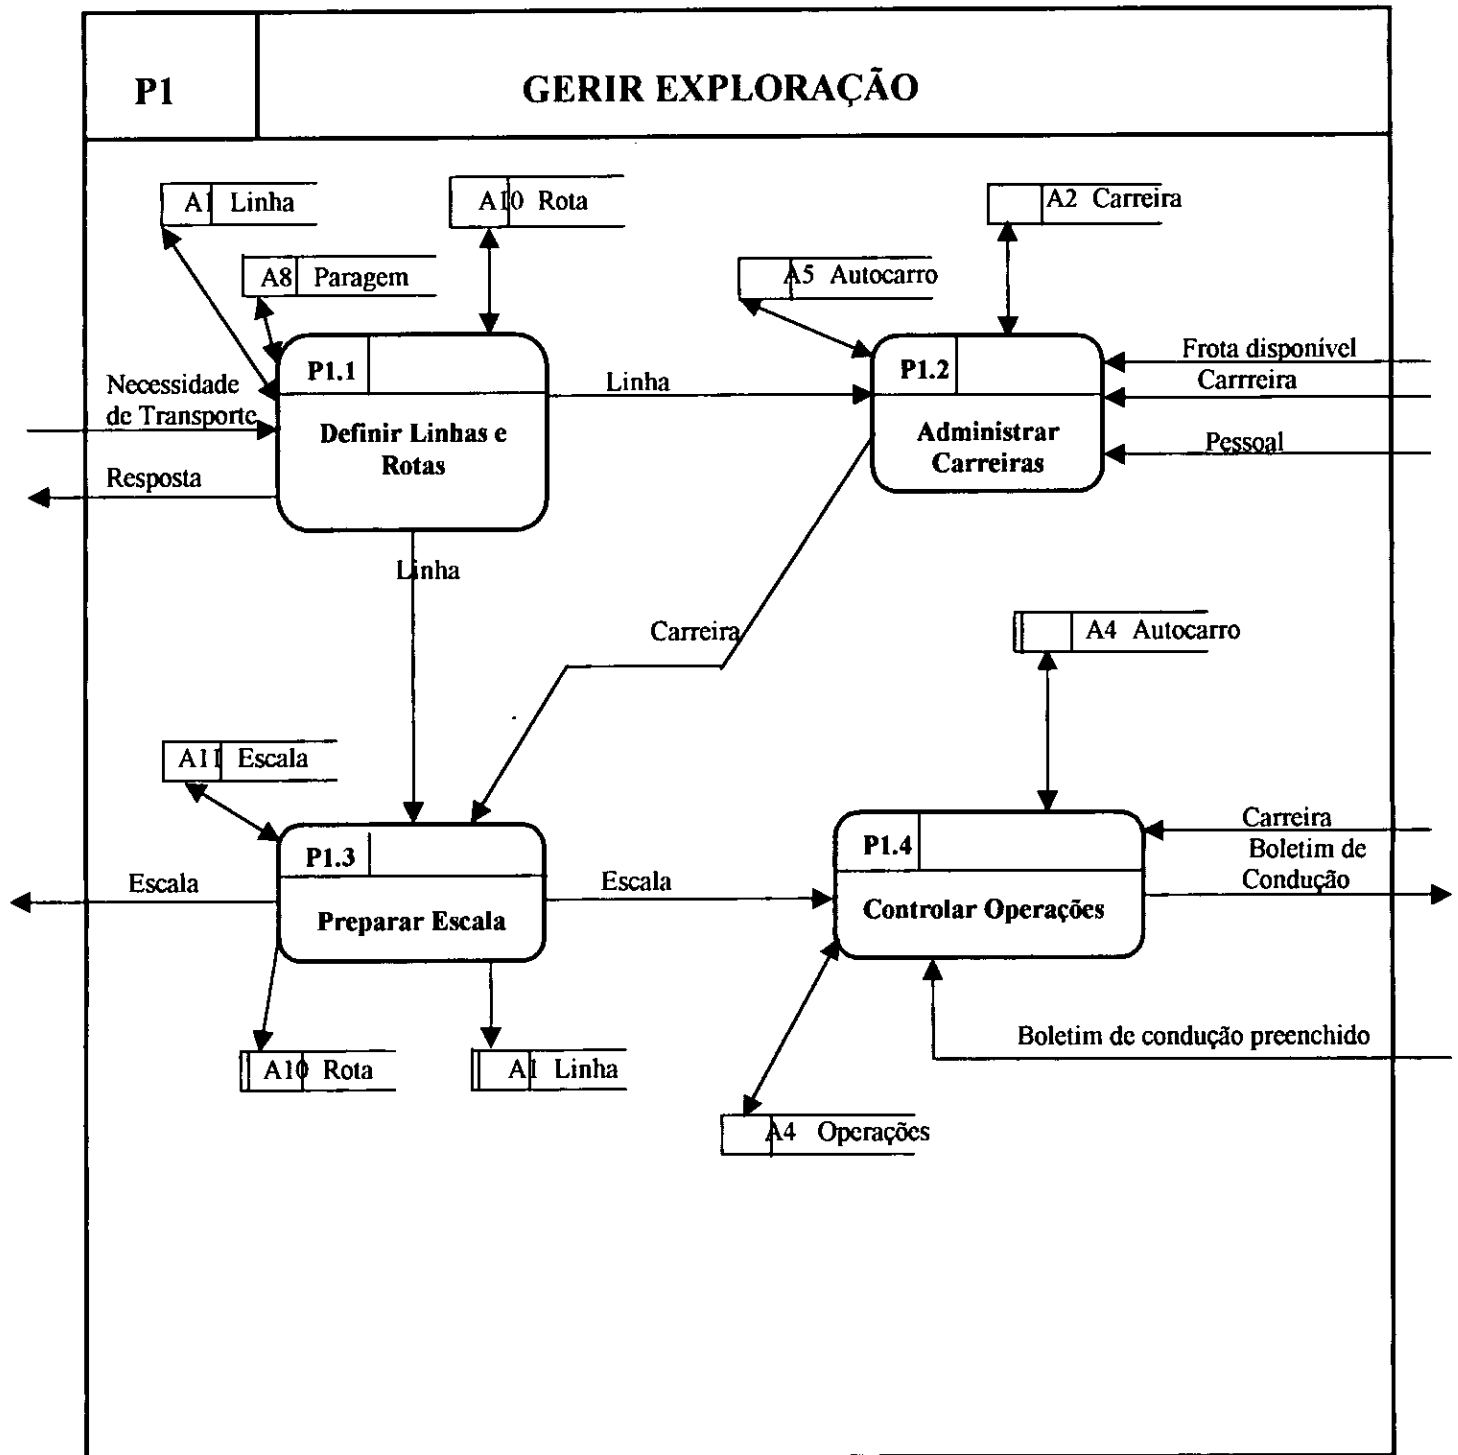 P1
GERIR EXPLORAÇÃO
A1 Linha
A10 Rota
A2 Carreira
A8 Paragem
A5 Autocarro
P1.1
Definir Linhas e
Rotas
Necessidade
de Transporte
Resposta
Linha
P1.2
Administrar
Carreiras
Frota disponível
Carrreira
Pessoal
Linha
Carreira
A4 Autocarro
A11 Escala
P1.3
Preparar Escala
Escala
Escala
P1.4
Controlar Operações
Carreira
Boletim de
Condução
Boletim de condução preenchido
A10 Rota
A1 Linha
A4 Operações